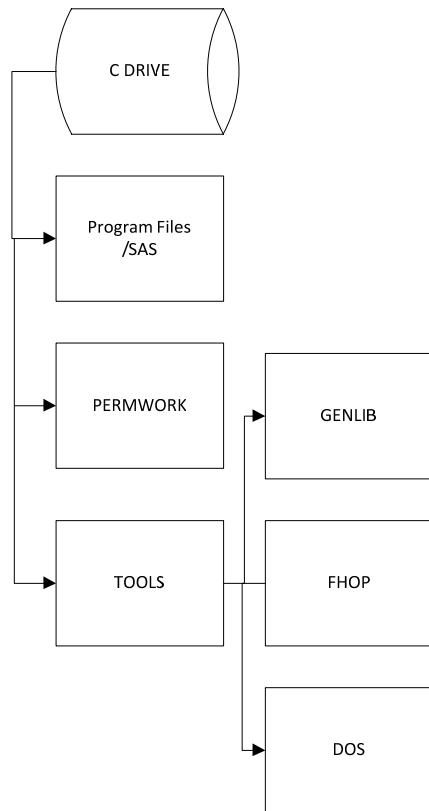 C DRIVE
Program Files
/SAS
PERMWORK
GENLIB
TOOLS
FHOP
DOS